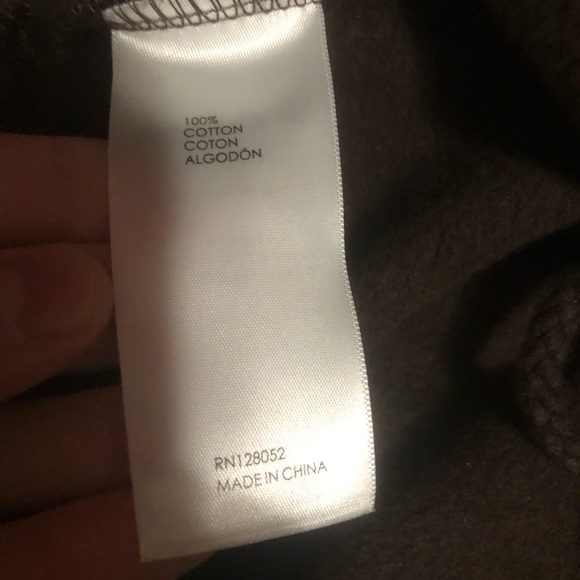 100%
COTTON
COTON
ALGODÓN
RN128052
MADE IN CHINA